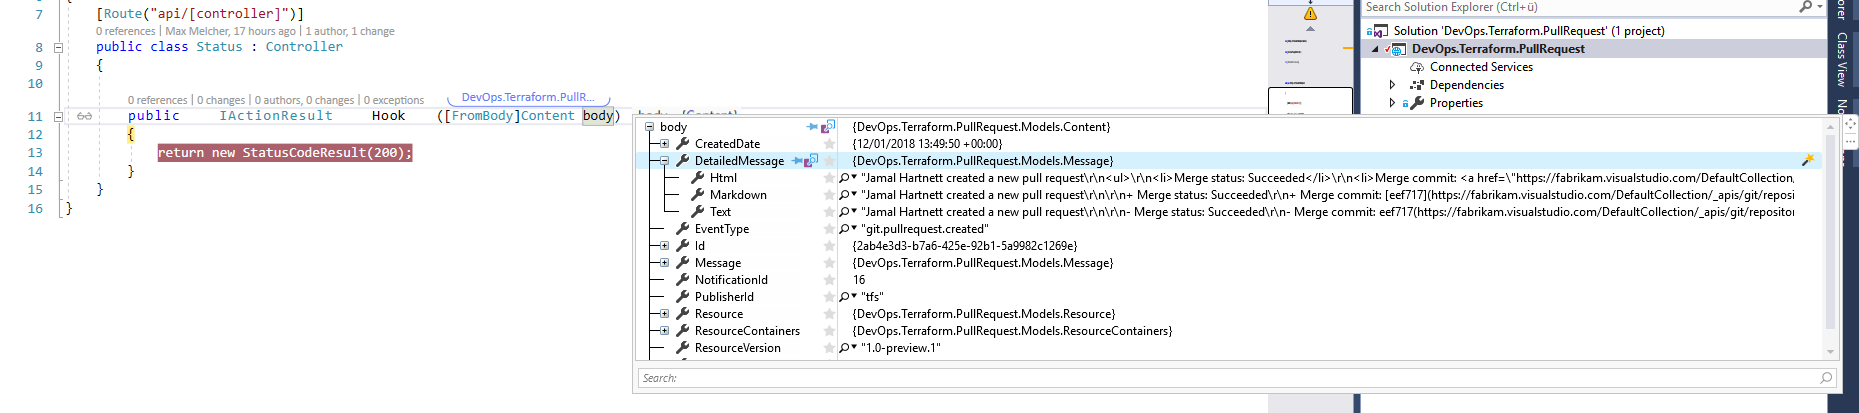 7 [Route("api/[controller]")]
0 references | Max Melcher, 17 hours ago | 1 author, 1 change
8 public class Status : Controller
9 {
10
0 references | 0 changes | 0 authors, 0 changes | 0 exceptions DevOps.Terraform.PullR...
11 public IActionResult Hook ([FromBody]Content body)
12 {
13 return new StatusCodeResult(200);
14 }
15 }
16 }
body {DevOps.Terraform.PullRequest.Models.Content}
CreatedDate {12/01/2018 13:49:50 +00:00}
DetailedMessage {DevOps.Terraform.PullRequest.Models.Message}
Html "Jamal Hartnett created a new pull request\r\n<ul>\r\n<li>Merge status: Succeeded</li>\r\n<li>Merge commit: <a href=\"https://fabrikam.visualstudio.com/DefaultCollection/
Markdown "Jamal Hartnett created a new pull request\r\n\r\n+ Merge status: Succeeded\r\n+ Merge commit: [eef717](https://fabrikam.visualstudio.com/DefaultCollection/_apis/git/reposi
Text "Jamal Hartnett created a new pull request\r\n\r\n- Merge status: Succeeded\r\n- Merge commit: eef717(https://fabrikam.visualstudio.com/DefaultCollection/_apis/git/repositor
EventType "git.pullrequest.created"
Id {2ab4e3d3-b7a6-425e-92b1-5a9982c1269e}
Message {DevOps.Terraform.PullRequest.Models.Message}
NotificationId 16
PublisherId "tfs"
Resource {DevOps.Terraform.PullRequest.Models.Resource}
ResourceContainers {DevOps.Terraform.PullRequest.Models.ResourceContainers}
ResourceVersion "1.0-preview.1"
Search:
Search Solution Explorer (Ctrl+ü)
Solution 'DevOps.Terraform.PullRequest' (1 project)
DevOps.Terraform.PullRequest
Connected Services
Dependencies
Properties
Class View